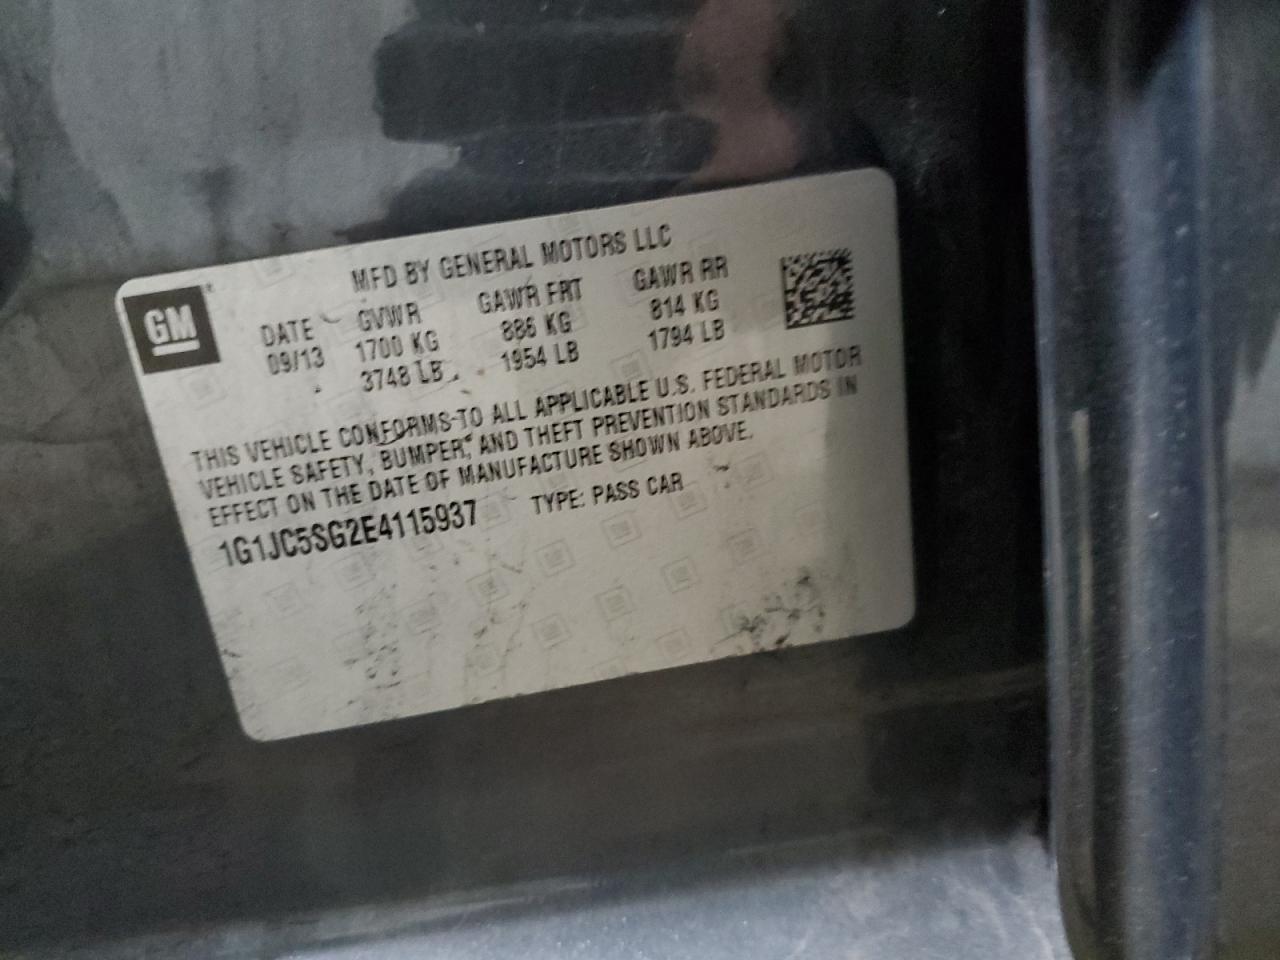 MFD BY GENERAL MOTORS LLC
GM
DATE GVWR GAWR FRT GAWR RR
09/13 1700 KG 886 KG 814 KG
3748 LB 1954 LB 1794 LB
THIS VEHICLE CONFORMS TO ALL APPLICABLE U.S. FEDERAL MOTOR
VEHICLE SAFETY, BUMPER, AND THEFT PREVENTION STANDARDS IN
EFFECT ON THE DATE OF MANUFACTURE SHOWN ABOVE.
1G1JC5SG2E4115937 TYPE: PASS CAR